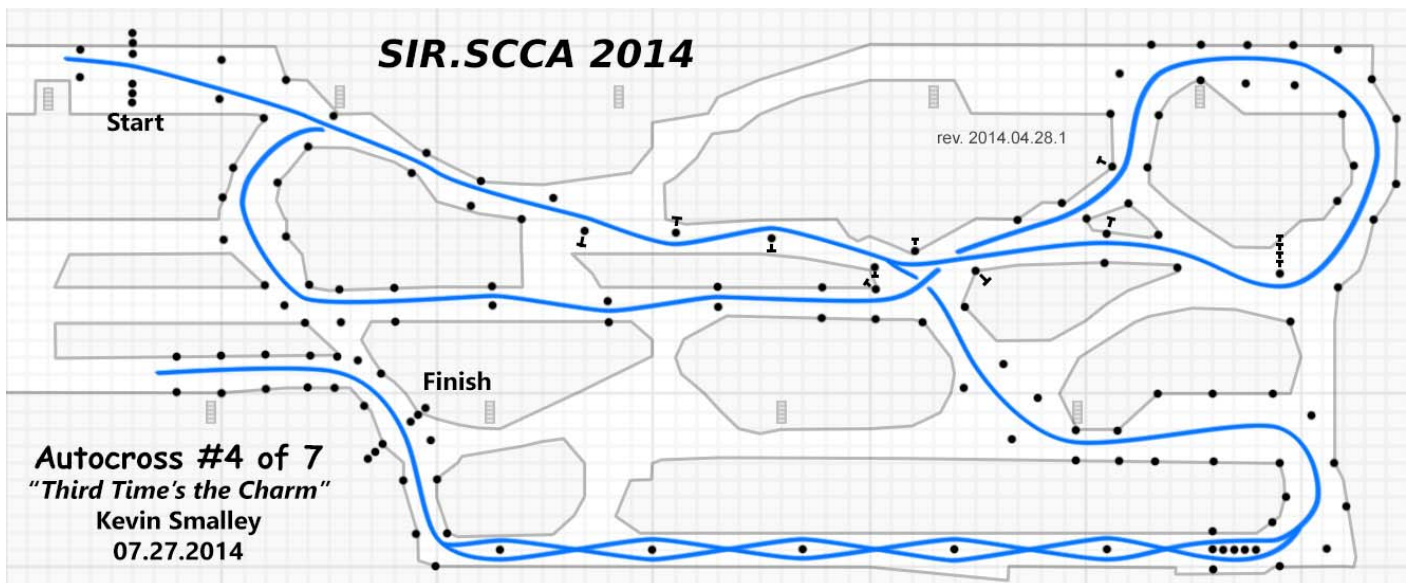 SIR.SCCA 2014
Start
rev. 2014.04.28.1
Finish
Autocross #4 of 7
“Third Time’s the Charm”
Kevin Smalley
07.27.2014